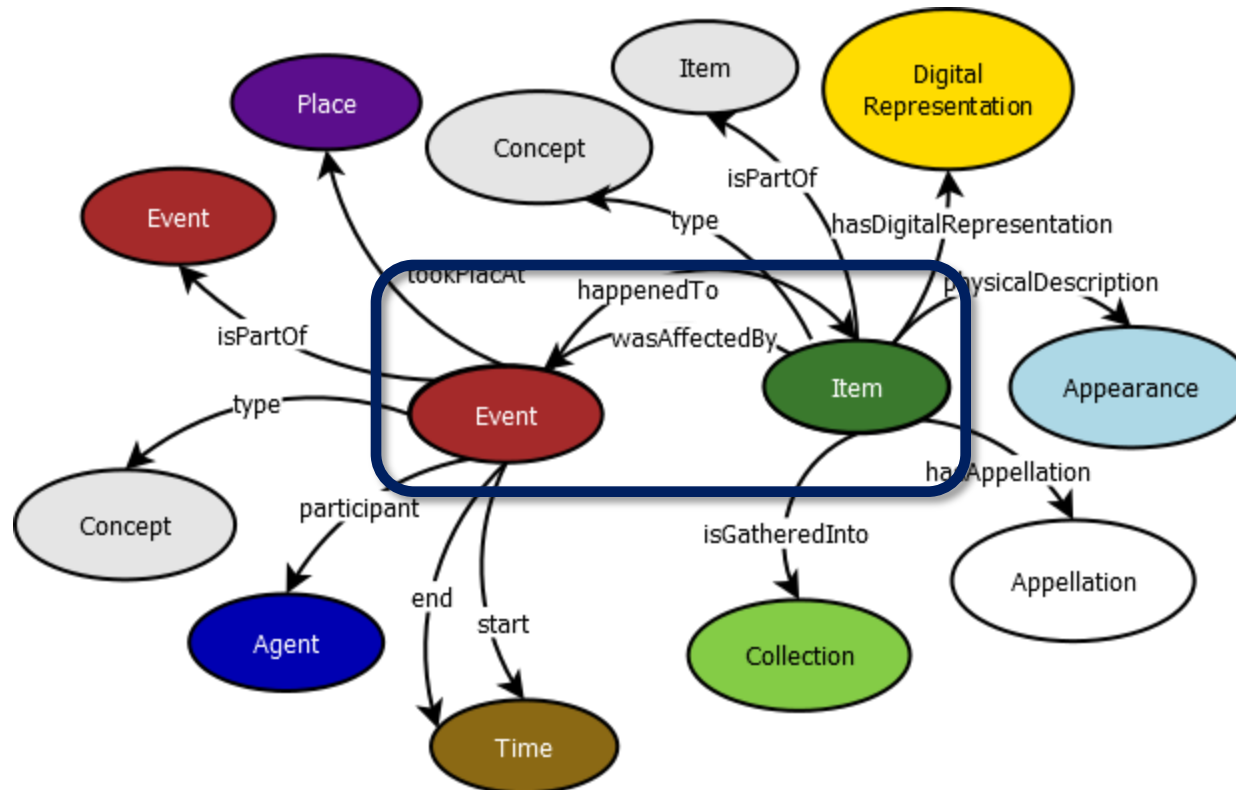 Item
Digital
Representation
Place
Concept
isPartOf
Event
type
hasDigitalRepresentation
tookPlacAt
happenedTo
physicalDescription
isPartOf
wasAffectedBy
Item
Appearance
type
Event
hasAppellation
participant
Concept
isGatheredInto
Appellation
end
start
Agent
Collection
Time